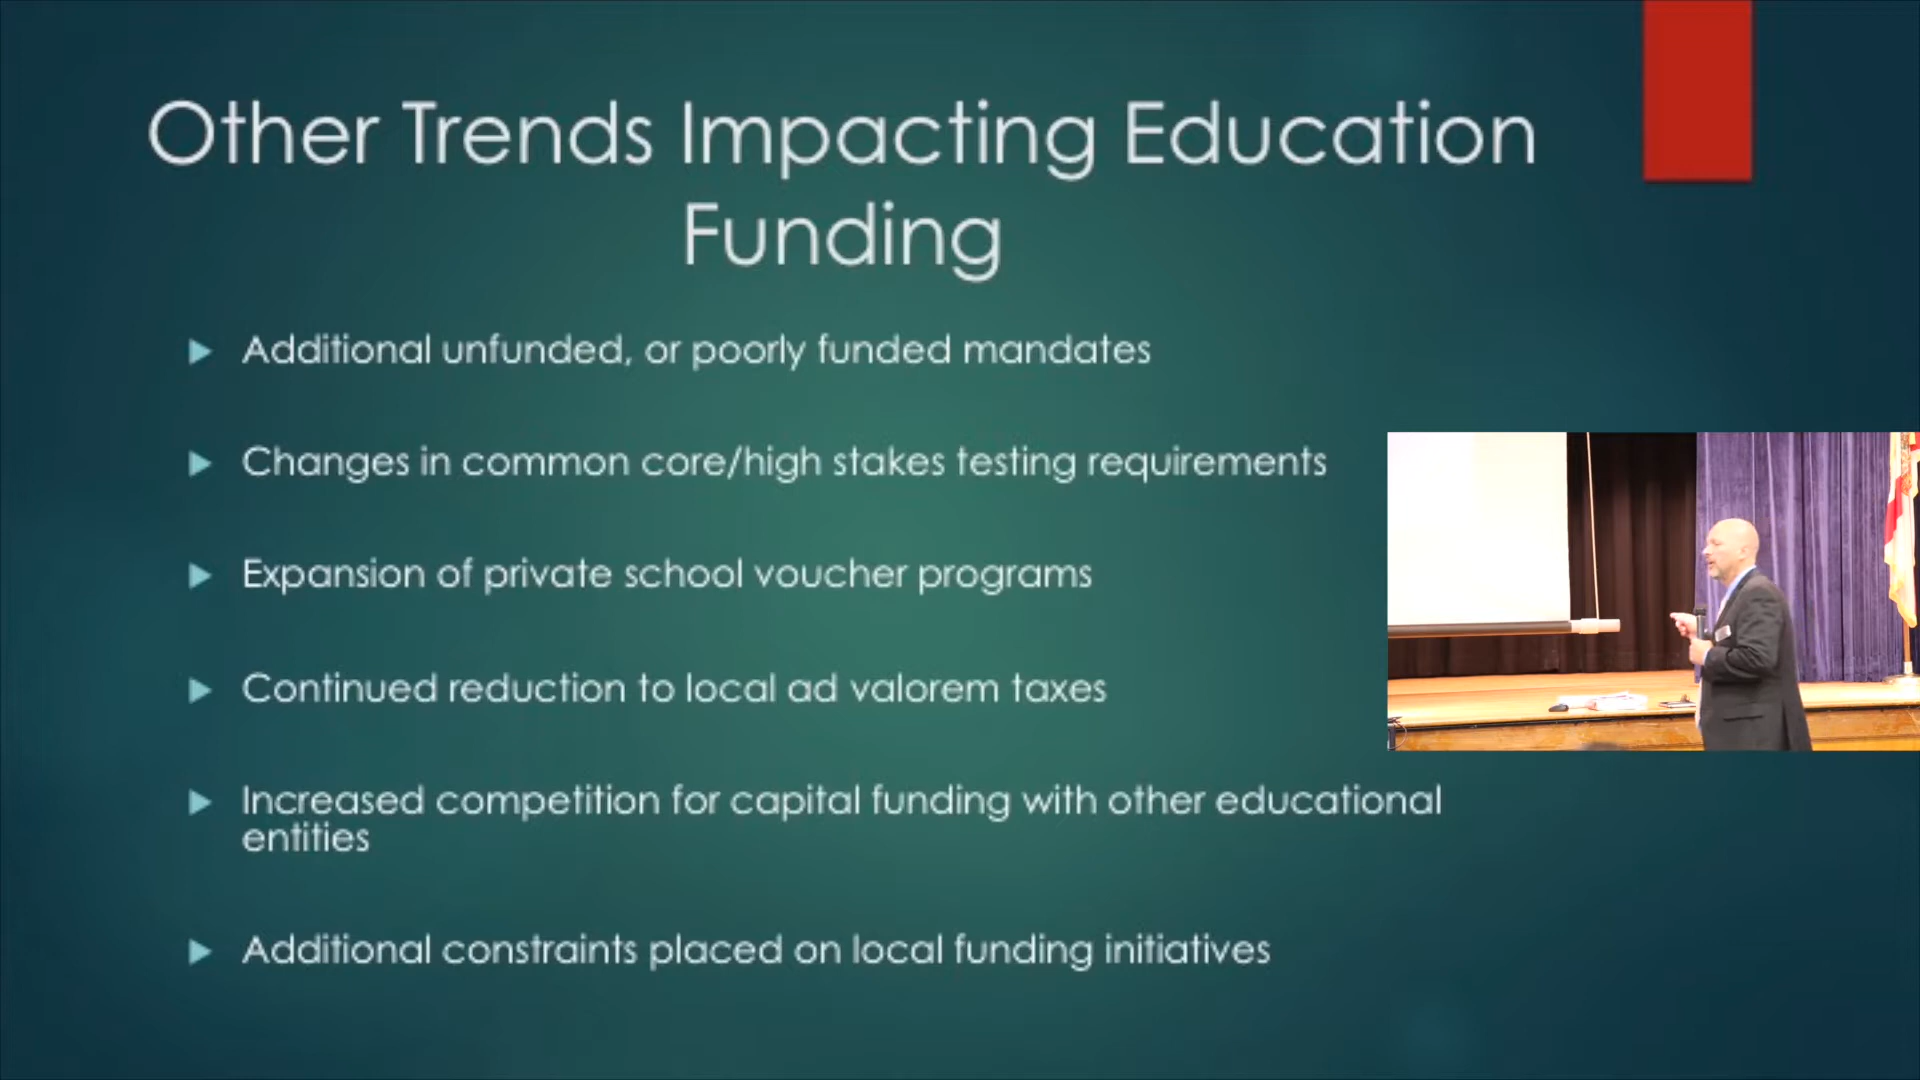 Other Trends Impacting Education
Funding
Additional unfunded, or poorly funded mandates
Changes in common core/high stakes testing requirements
Expansion of private school voucher programs
Continued reduction to local ad valorem taxes
Increased competition for capital funding with other educational
entities
Additional constraints placed on local funding initiatives